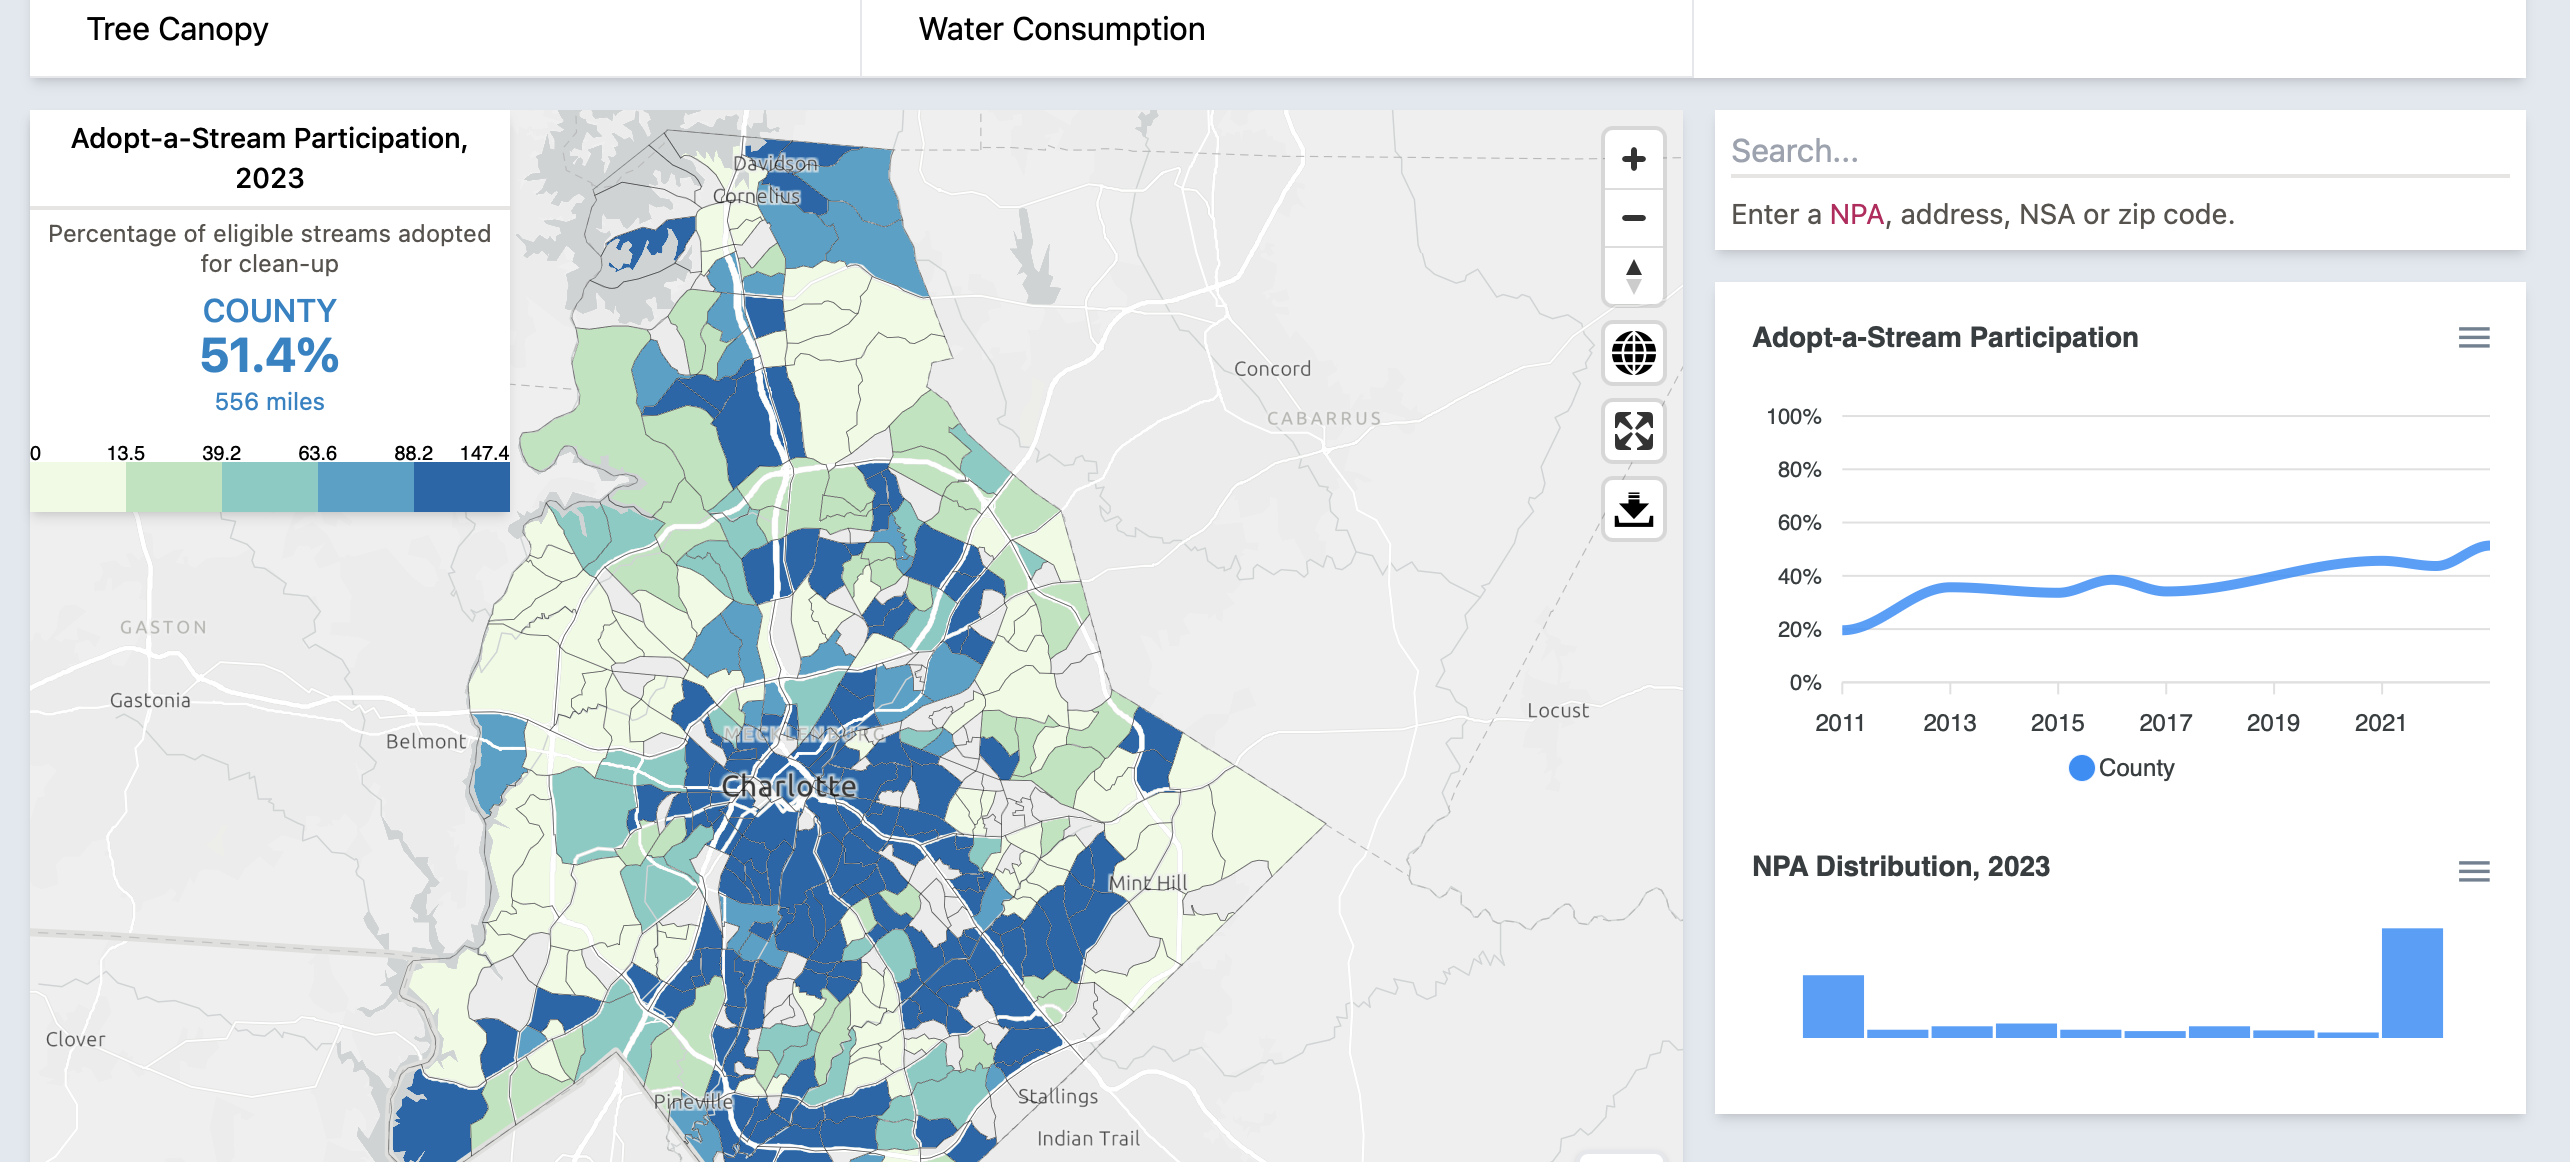 Tree Canopy
Water Consumption
Adopt-a-Stream Participation,
2023
Percentage of eligible streams adopted
for clean-up
COUNTY
51.4%
556 miles
0 13.5 39.2 63.6 88.2 147.4
Davidson
Cornelius
Concord
CABARRUS
GASTON
Gastonia
Belmont
MECKLENBURG
Charlotte
Locust
Mint Hill
Clover
Pineville
Stallings
Indian Trail
Search...
Enter a NPA, address, NSA or zip code.
Adopt-a-Stream Participation
100%
80%
60%
40%
20%
0%
2011 2013 2015 2017 2019 2021
County
NPA Distribution, 2023